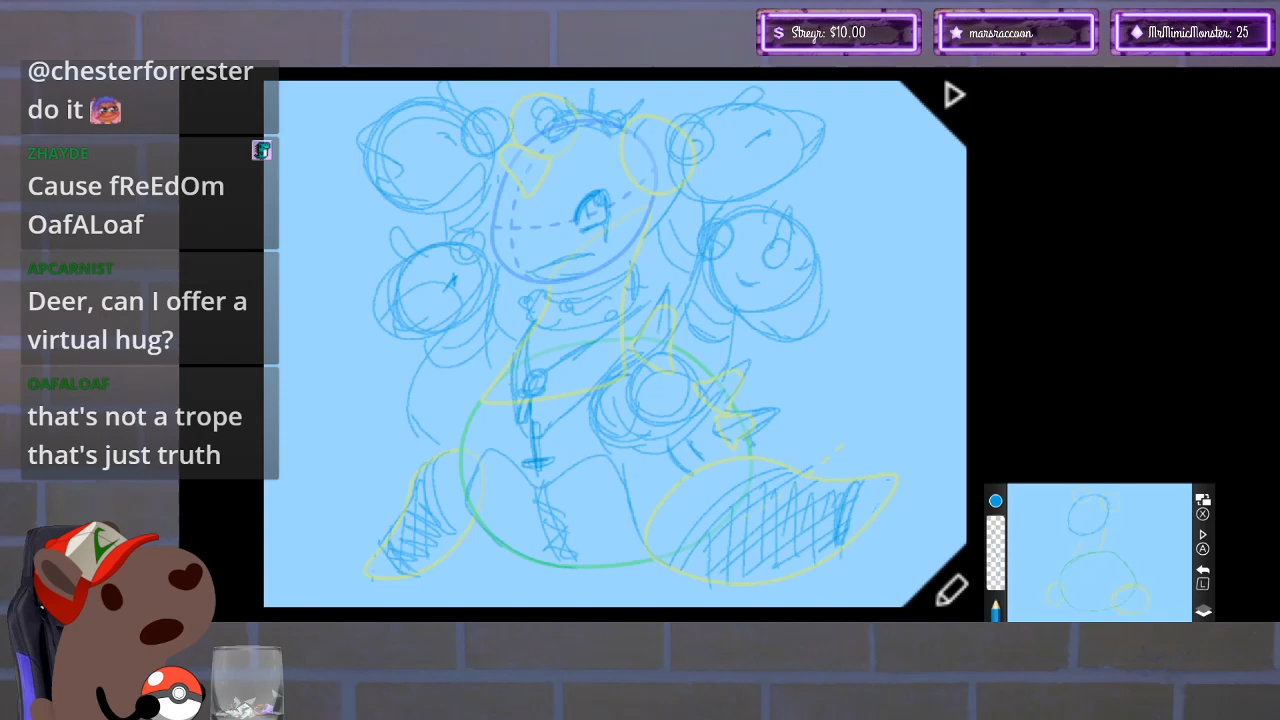 Streyr: $10.00
marsraccoon
MrMimicMonster: 25
@chesterforrester
do it
ZHAYDE
Cause fReEdOm
OafALoaf
APCARNIST
Deer, can I offer a
virtual hug?
OAFALOAF
that's not a trope
that's just truth
X
A
L